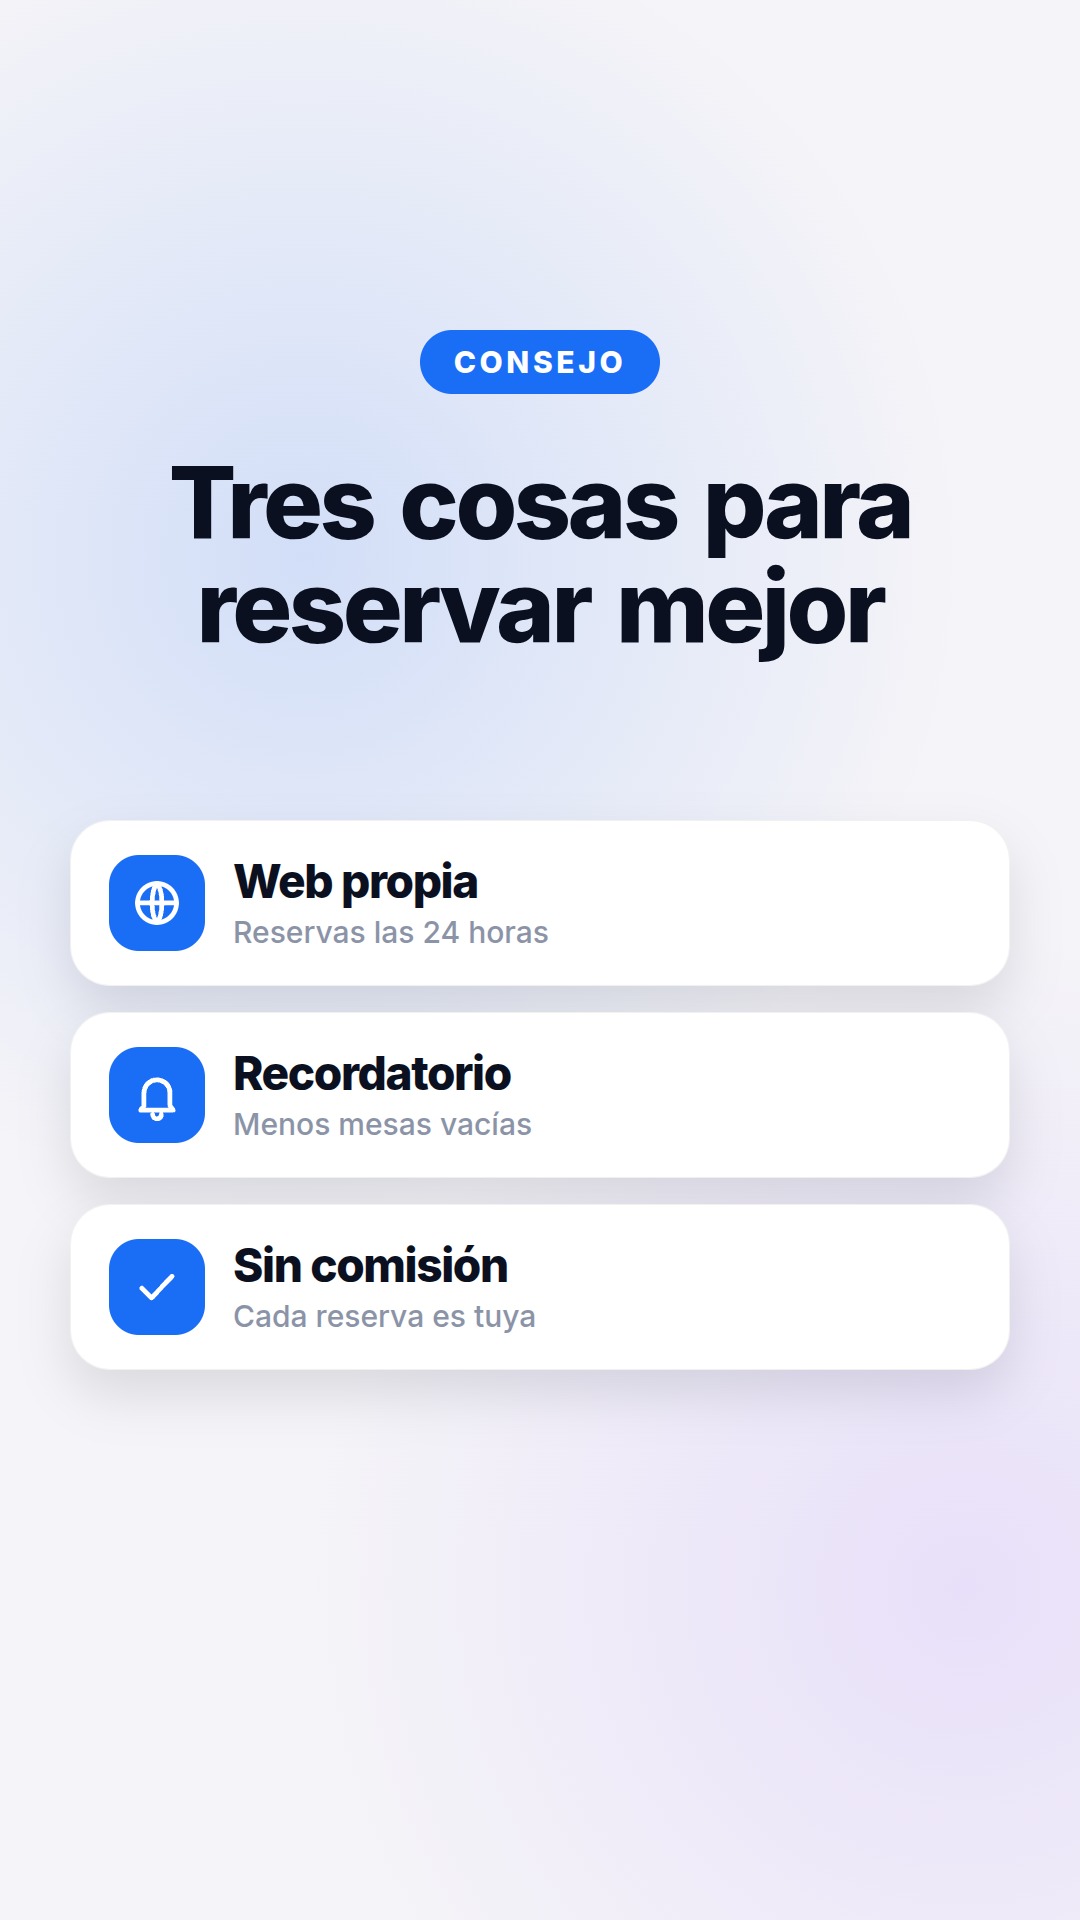 CONSEJO
Tres cosas para
reservar mejor
Web propia
Reservas las 24 horas
Recordatorio
Menos mesas vacías
Sin comisión
Cada reserva es tuya